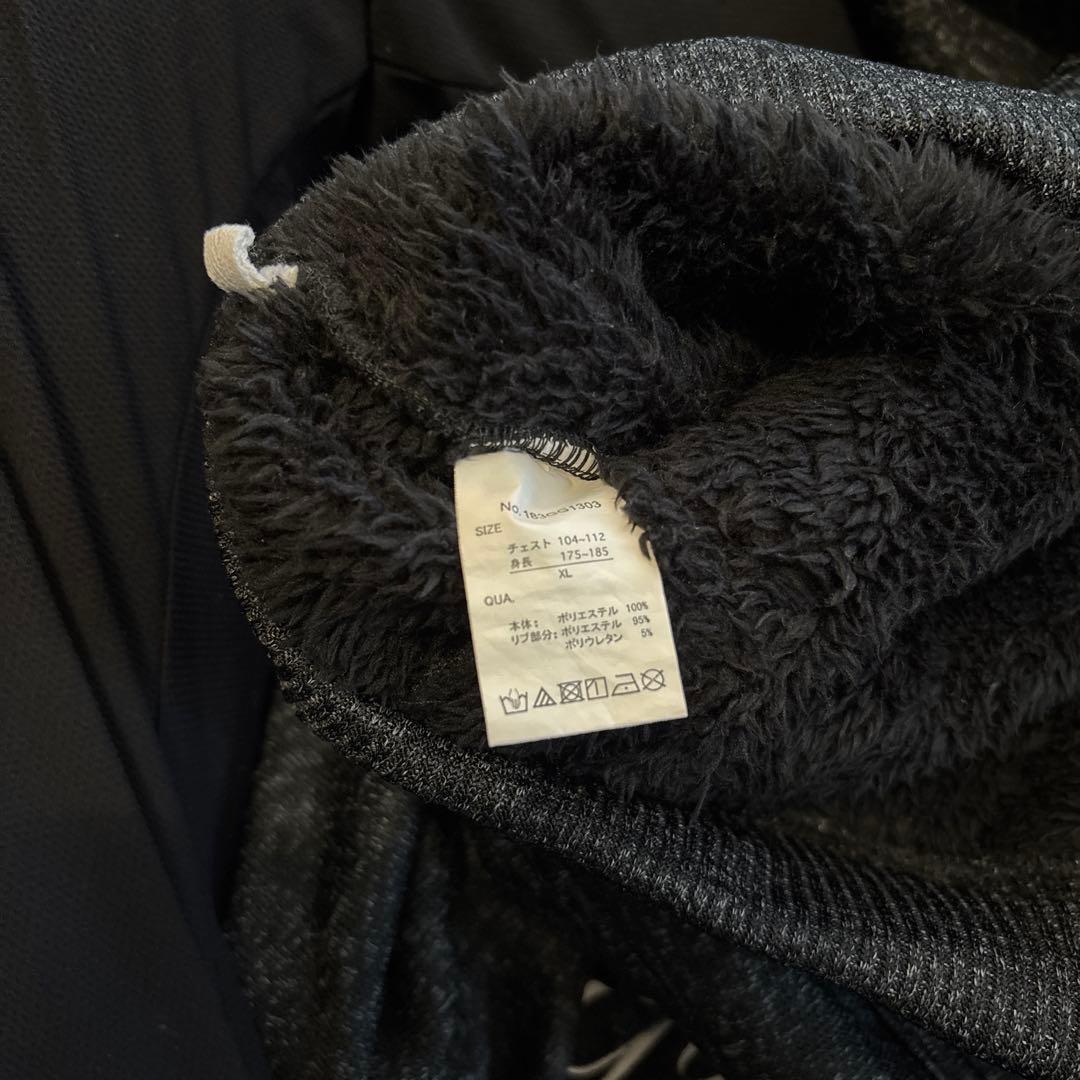 No.183GG1303
SIZE
チェスト 104~112
身長 175~185
XL
QUA.
本体: ポリエステル 100%
リブ部分: ポリエステル 95%
ポリウレタン 5%